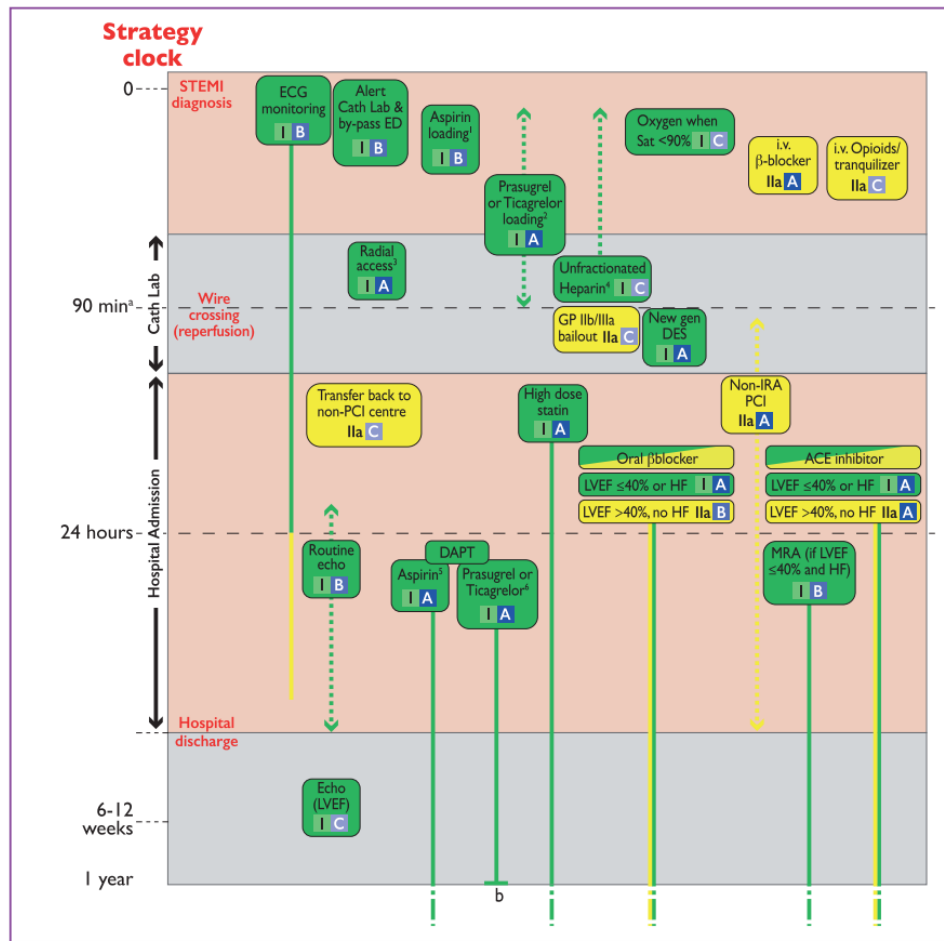 Strategy
clock
0
STEMI
diagnosis
ECG
monitoring
I B
Alert
Cath Lab &
by-pass ED
I B
Aspirin
loading¹
I B
Prasugrel
or Ticagrelor
loading²
I A
Oxygen when
Sat <90% I C
i.v.
β-blocker
IIa A
i.v. Opioids/
tranquilizer
IIa C
Cath Lab
Radial
access³
I A
Unfractionated
Heparin⁴ I C
90 minᵃ
Wire
crossing
(reperfusion)
GP IIb/IIIa
bailout IIa C
New gen
DES
I A
Hospital Admission
Transfer back to
non-PCI centre
IIa C
High dose
statin
I A
Non-IRA
PCI
IIa A
Oral βblocker
LVEF ≤40% or HF I A
LVEF >40%, no HF IIa B
ACE inhibitor
LVEF ≤40% or HF I A
LVEF >40%, no HF IIa A
24 hours
Routine
echo
I B
DAPT
Aspirin⁵
I A
Prasugrel or
Ticagrelor⁶
I A
MRA (if LVEF
≤40% and HF)
I B
Hospital
discharge
Echo
(LVEF)
I C
6-12
weeks
1 year
b